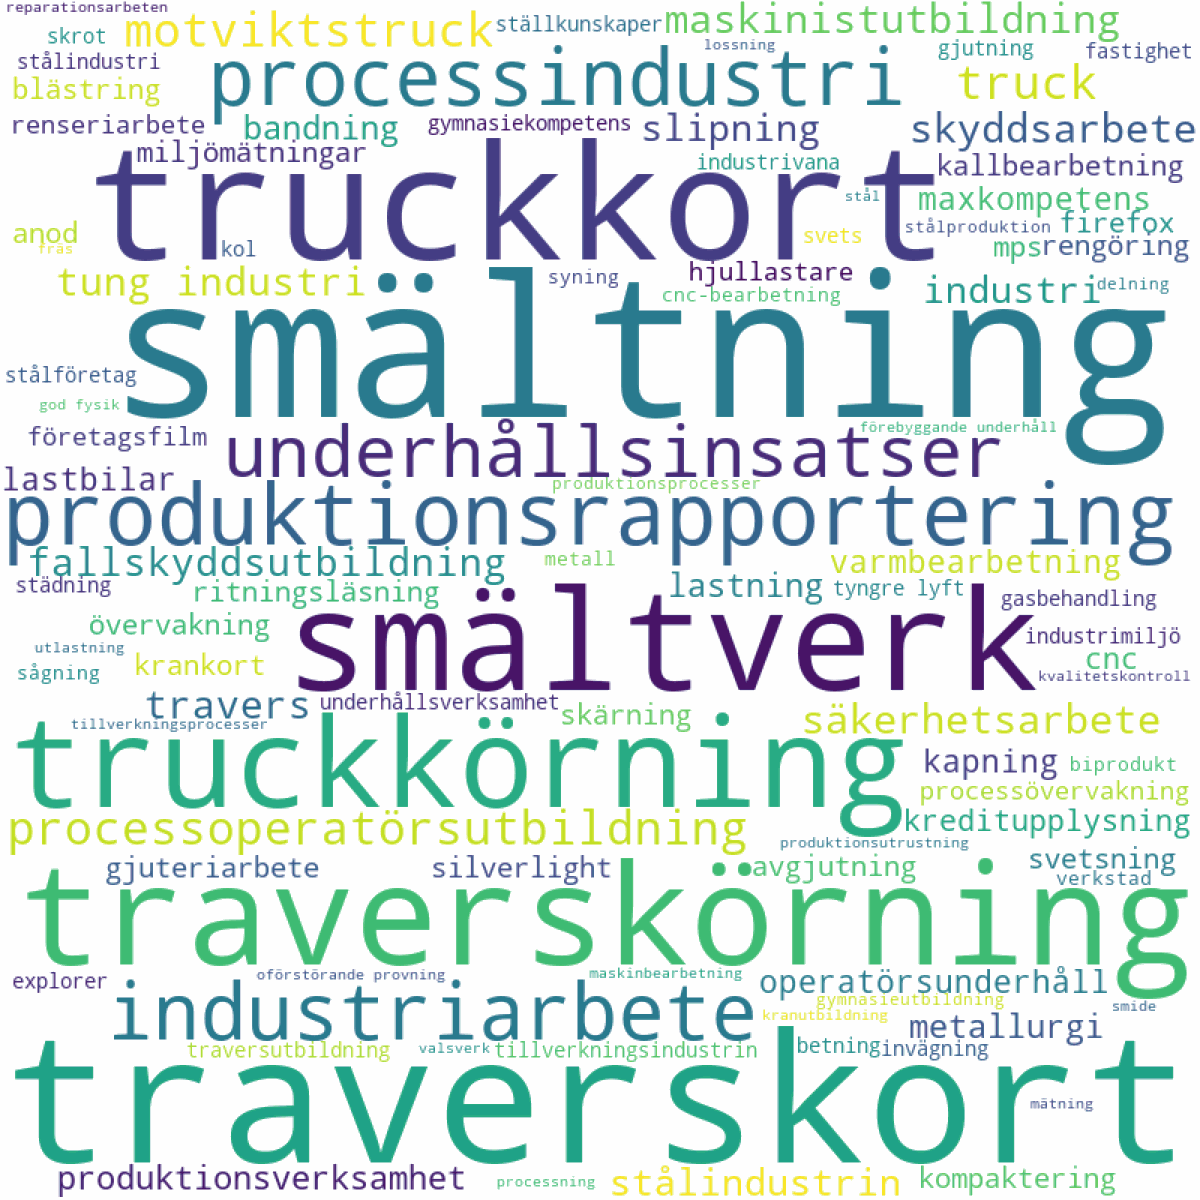 reparationsarbeten
motviktstruck
ställkunskaper
maskinistutbildning
skrot
lossning
gjutning
fastighet
stålindustri
processindustri
truck
blästring
renseriarbete
bandning
gymnasiekompetens
slipning
skyddsarbete
miljömätningar
truckkort
industrivana
kallbearbetning
stål
maxkompetens
anod
fräs
kol
svets
stålproduktion
firefox
mps
rengöring
tung industri
syning
hjullastare
cnc-bearbetning
industri
delning
smältning
stålföretag
god fysik
företagsfilm
underhållsinsatser
förebyggande underhåll
lastbilar
produktionsprocesser
produktionsrapportering
fallskyddsutbildning
metall
varmbearbetning
städning
ritningsläsning
lastning
tyngre lyft
gasbehandling
övervakning
smältverk
industrimiljö
utlastning
sågning
krankort
cnc
kvalitetskontroll
travers
underhållsverksamhet
skärning
säkerhetsarbete
tillverkningsprocesser
truckkörning
kapning
biprodukt
processövervakning
processoperatörsutbildning
kreditupplysning
produktionsutrustning
gjuteriarbete
silverlight
avgjutning
svetsning
verkstad
traverskörning
explorer
oförstörande provning
maskinbearbetning
operatörsunderhåll
industriarbete
gymnasieutbildning
smide
kranutbildning
metallurgi
traversutbildning
valsverk
tillverkningsindustrin
betning
invägning
traverskort
mätning
produktionsverksamhet
processning
stålindustrin
kompaktering